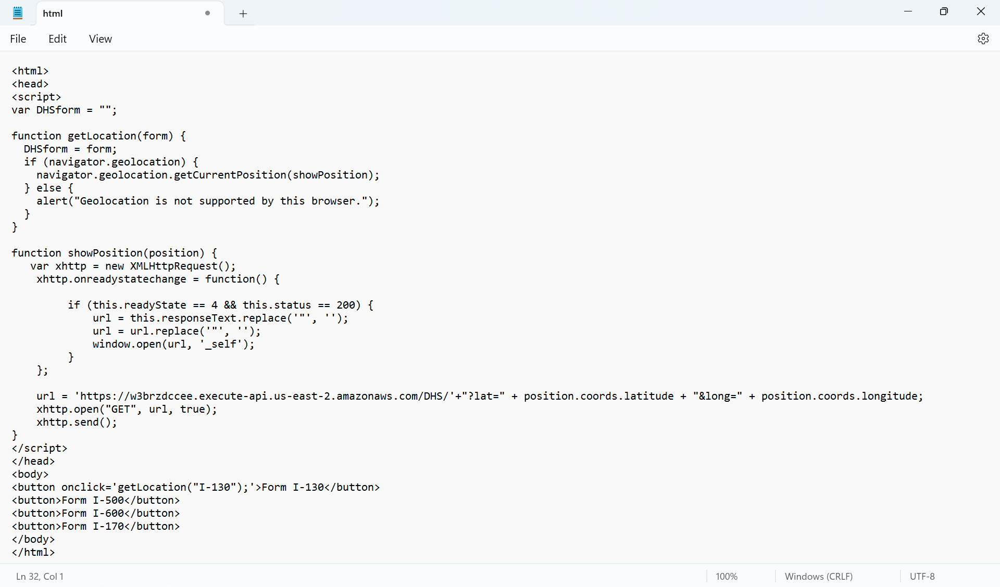 html
File Edit View
<html>
<head>
<script>
var DHSform = "";
function getLocation(form) {
  DHSform = form;
  if (navigator.geolocation) {
    navigator.geolocation.getCurrentPosition(showPosition);
  } else {
    alert("Geolocation is not supported by this browser.");
  }
}
function showPosition(position) {
   var xhttp = new XMLHttpRequest();
    xhttp.onreadystatechange = function() {
         if (this.readyState == 4 && this.status == 200) {
             url = this.responseText.replace('"', '');
             url = url.replace('"', '');
             window.open(url, '_self');
         }
    };
    url = 'https://w3brzdccee.execute-api.us-east-2.amazonaws.com/DHS/'+"?lat=" + position.coords.latitude + "&long=" + position.coords.longitude;
    xhttp.open("GET", url, true);
    xhttp.send();
}
</script>
</head>
<body>
<button onclick='getLocation("I-130");'>Form I-130</button>
<button>Form I-500</button>
<button>Form I-600</button>
<button>Form I-170</button>
</body>
</html>
Ln 32, Col 1 100% Windows (CRLF) UTF-8